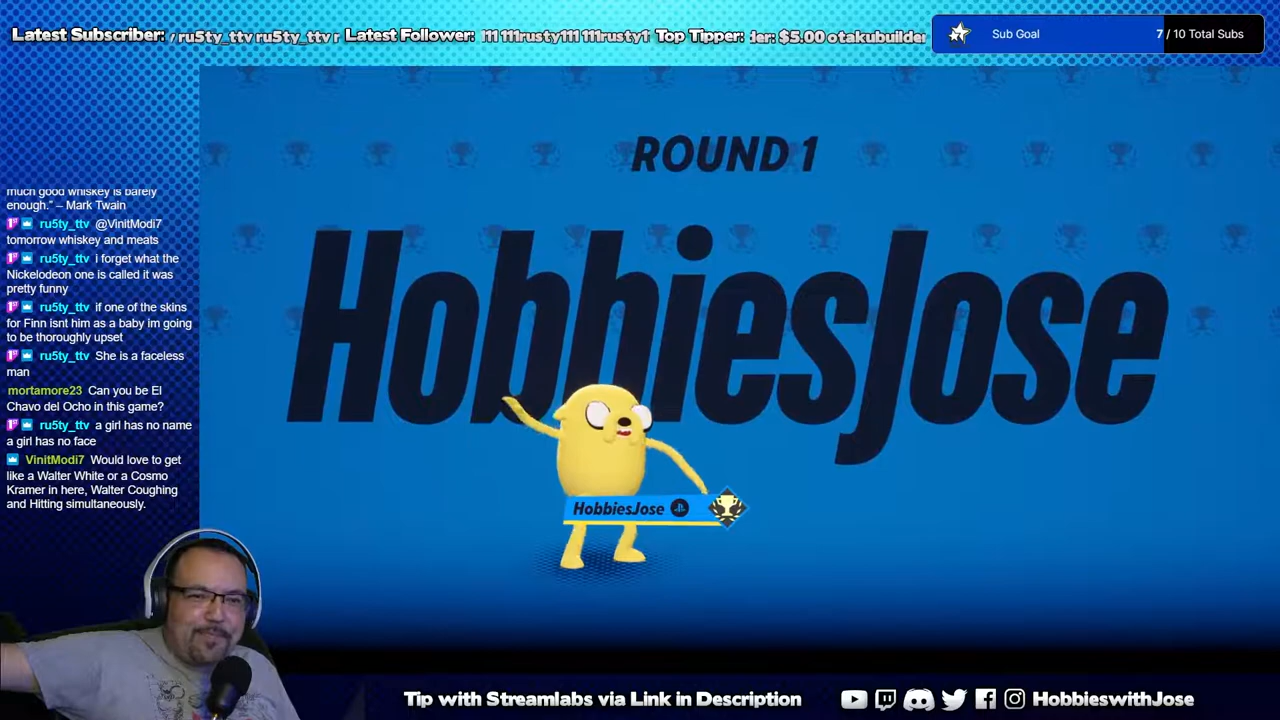 Latest Subscriber: ru5ty_ttv ru5ty_ttv r Latest Follower: 111 111rusty111 111rusty1 Top Tipper: der: $5.00 otakubuilder
Sub Goal 7 / 10 Total Subs
ROUND 1
HobbiesJose
much good whiskey is barely
enough." – Mark Twain
ru5ty_ttv @VinitModi7
tomorrow whiskey and meats
ru5ty_ttv i forget what the
Nickelodeon one is called it was
pretty funny
ru5ty_ttv if one of the skins
for Finn isnt him as a baby im going
to be thoroughly upset
ru5ty_ttv She is a faceless
man
mortamore23 Can you be El
Chavo del Ocho in this game?
ru5ty_ttv a girl has no name
a girl has no face
VinitModi7 Would love to get
like a Walter White or a Cosmo
Kramer in here, Walter Coughing
and Hitting simultaneously.
HobbiesJose
Tip with Streamlabs via Link in Description
HobbieswithJose